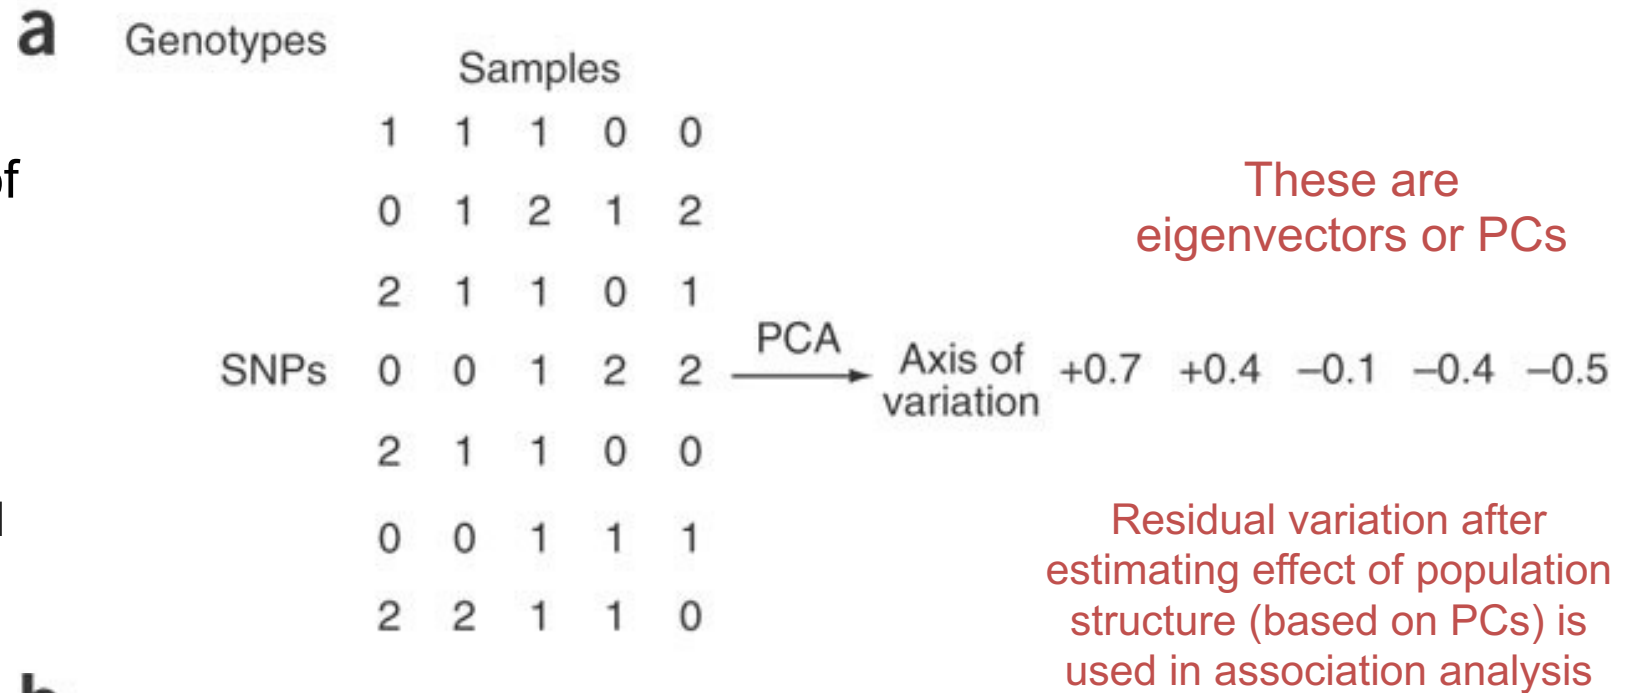 a Genotypes
Samples
1 1 1 0 0
of
0 1 2 1 2
These are
eigenvectors or PCs
2 1 1 0 1
SNPs 0 0 1 2 2 PCA Axis of +0.7 +0.4 −0.1 −0.4 −0.5
variation
2 1 1 0 0
0 0 1 1 1
2 2 1 1 0
Residual variation after
estimating effect of population
structure (based on PCs) is
used in association analysis